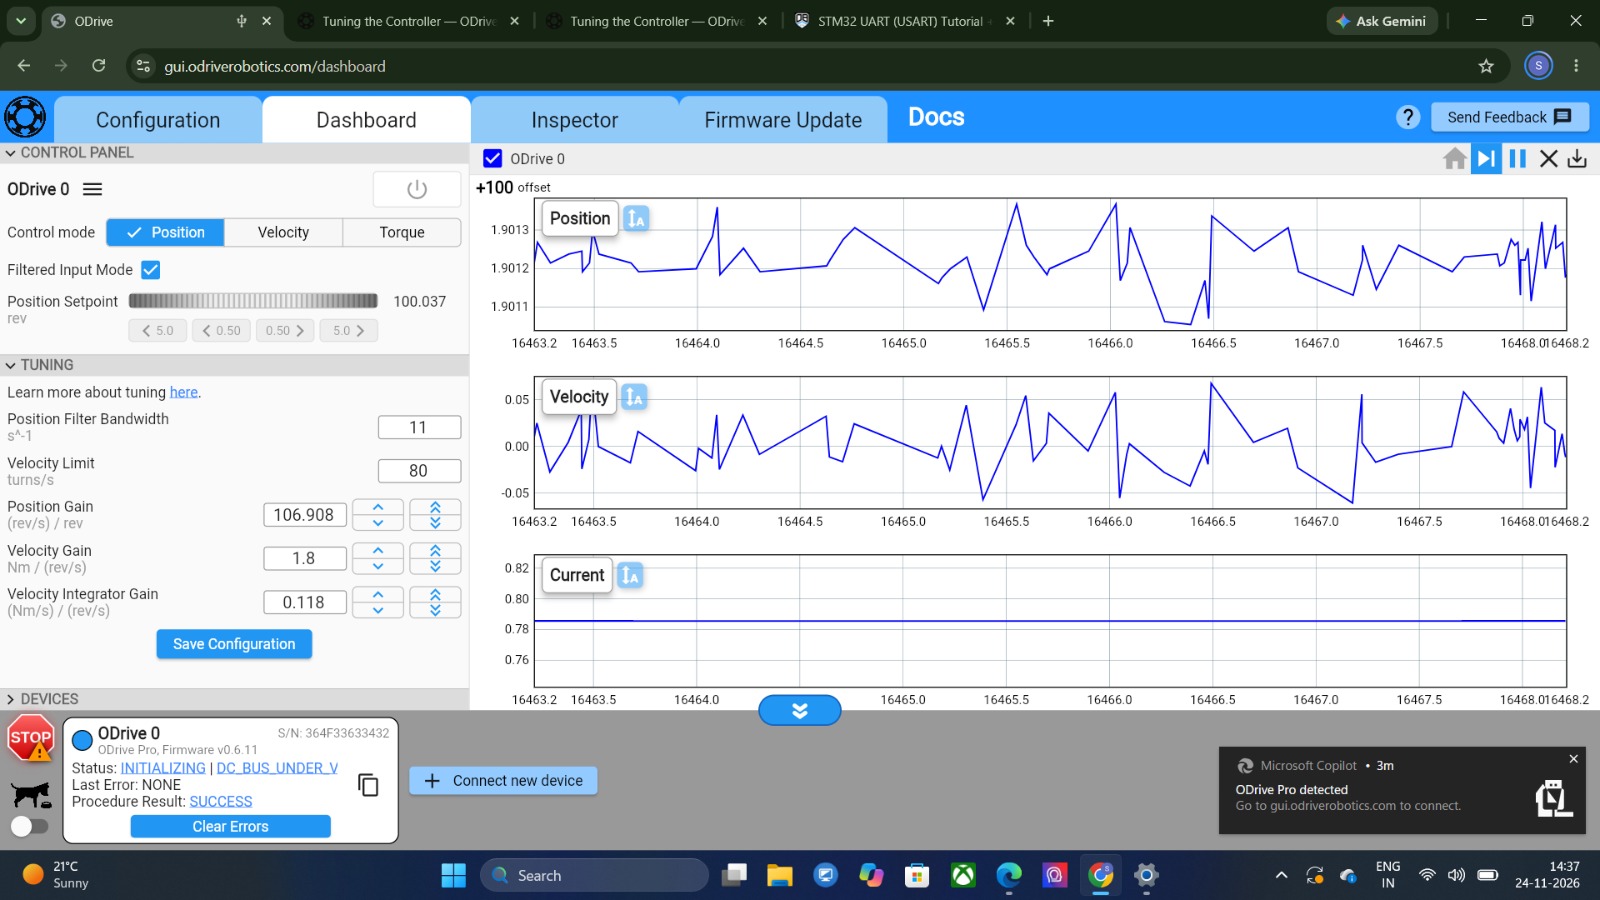 ODrive
Tuning the Controller — ODrive
Tuning the Controller — ODrive
STM32 UART (USART) Tutorial
Ask Gemini
gui.odriverobotics.com/dashboard
S
Configuration
Dashboard
Inspector
Firmware Update
Docs
?
Send Feedback
CONTROL PANEL
ODrive 0
Control mode
Position
Velocity
Torque
Filtered Input Mode
Position Setpoint
rev
100.037
5.0
0.50
0.50
5.0
TUNING
Learn more about tuning here.
Position Filter Bandwidth
s^-1
11
Velocity Limit
turns/s
80
Position Gain
(rev/s) / rev
106.908
Velocity Gain
Nm / (rev/s)
1.8
Velocity Integrator Gain
(Nm/s) / (rev/s)
0.118
Save Configuration
DEVICES
ODrive 0
+100 offset
Position
A
1.9013
1.9012
1.9011
16463.2 16463.5 16464.0 16464.5 16465.0 16465.5 16466.0 16466.5 16467.0 16467.5 16468.0 16468.2
Velocity
A
0.05
0.00
-0.05
16463.2 16463.5 16464.0 16464.5 16465.0 16465.5 16466.0 16466.5 16467.0 16467.5 16468.0 16468.2
Current
A
0.82
0.80
0.78
0.76
16463.2 16463.5 16464.0 16464.5 16465.0 16465.5 16466.0 16466.5 16467.0 16467.5 16468.0 16468.2
STOP
ODrive 0
S/N: 364F33633432
ODrive Pro, Firmware v0.6.11
Status: INITIALIZING | DC_BUS_UNDER_V
Last Error: NONE
Procedure Result: SUCCESS
Clear Errors
Connect new device
Microsoft Copilot • 3m
ODrive Pro detected
Go to gui.odriverobotics.com to connect.
21°C
Sunny
Search
ENG
IN
14:37
24-11-2026